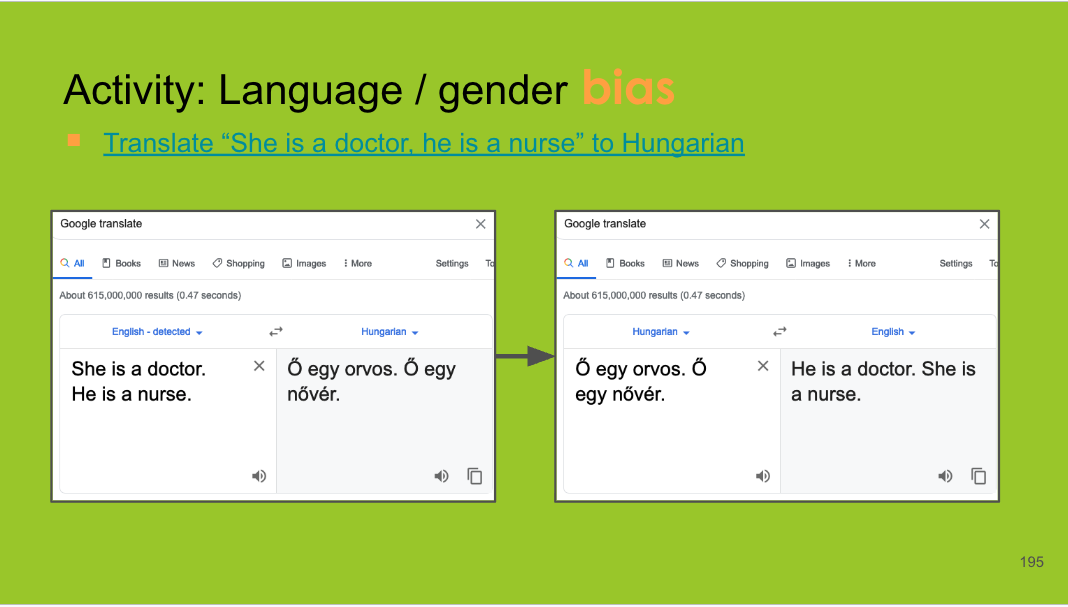 Activity: Language / gender bias
Translate “She is a doctor, he is a nurse” to Hungarian
Google translate
All Books News Shopping Images More Settings To
About 615,000,000 results (0.47 seconds)
English - detected Hungarian
She is a doctor.
He is a nurse.
Ő egy orvos. Ő egy
nővér.
Google translate
All Books News Shopping Images More Settings To
About 615,000,000 results (0.47 seconds)
Hungarian English
Ő egy orvos. Ő
egy nővér.
He is a doctor. She is
a nurse.
195